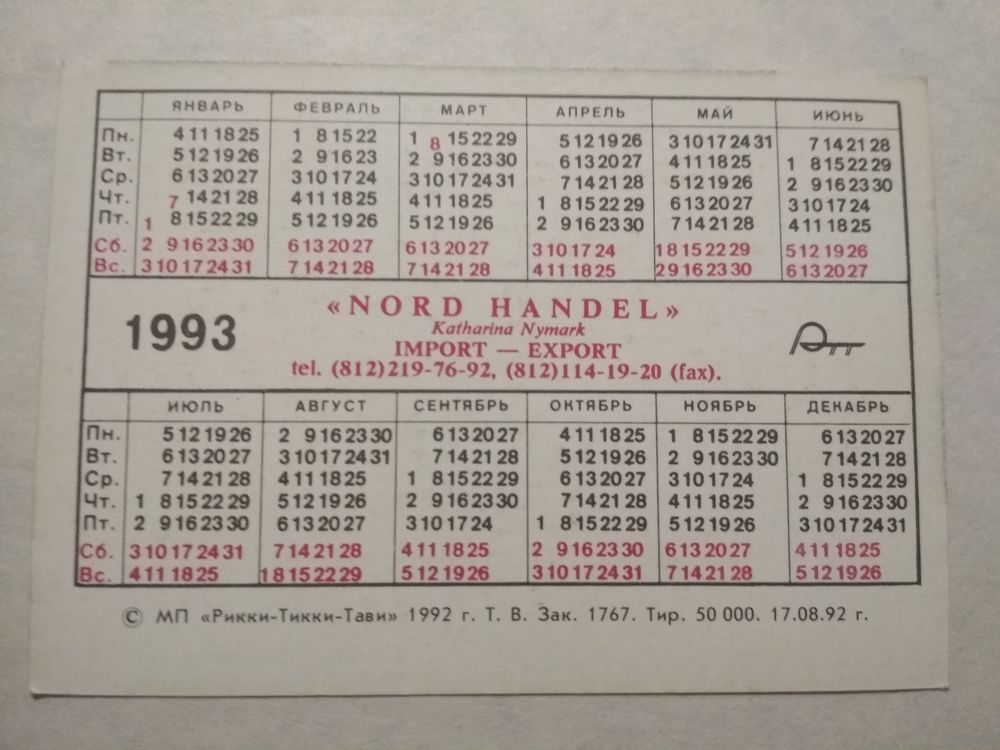 ЯНВАРЬ ФЕВРАЛЬ МАРТ АПРЕЛЬ МАЙ ИЮНЬ
Пн. 4 11 18 25 1 8 15 22 1 8 15 22 29 5 12 19 26 3 10 17 24 31 7 14 21 28
Вт. 5 12 19 26 2 9 16 23 2 9 16 23 30 6 13 20 27 4 11 18 25 1 8 15 22 29
Ср. 6 13 20 27 3 10 17 24 3 10 17 24 31 7 14 21 28 5 12 19 26 2 9 16 23 30
Чт. 7 14 21 28 4 11 18 25 4 11 18 25 1 8 15 22 29 6 13 20 27 3 10 17 24
Пт. 1 8 15 22 29 5 12 19 26 5 12 19 26 2 9 16 23 30 7 14 21 28 4 11 18 25
Сб. 2 9 16 23 30 6 13 20 27 6 13 20 27 3 10 17 24 1 8 15 22 29 5 12 19 26
Вс. 3 10 17 24 31 7 14 21 28 7 14 21 28 4 11 18 25 2 9 16 23 30 6 13 20 27
1993
«NORD HANDEL»
Katharina Nymark
IMPORT — EXPORT
tel. (812)219-76-92, (812)114-19-20 (fax).
ИЮЛЬ АВГУСТ СЕНТЯБРЬ ОКТЯБРЬ НОЯБРЬ ДЕКАБРЬ
Пн. 5 12 19 26 2 9 16 23 30 6 13 20 27 4 11 18 25 1 8 15 22 29 6 13 20 27
Вт. 6 13 20 27 3 10 17 24 31 7 14 21 28 5 12 19 26 2 9 16 23 30 7 14 21 28
Ср. 7 14 21 28 4 11 18 25 1 8 15 22 29 6 13 20 27 3 10 17 24 1 8 15 22 29
Чт. 1 8 15 22 29 5 12 19 26 2 9 16 23 30 7 14 21 28 4 11 18 25 2 9 16 23 30
Пт. 2 9 16 23 30 6 13 20 27 3 10 17 24 1 8 15 22 29 5 12 19 26 3 10 17 24 31
Сб. 3 10 17 24 31 7 14 21 28 4 11 18 25 2 9 16 23 30 6 13 20 27 4 11 18 25
Вс. 4 11 18 25 1 8 15 22 29 5 12 19 26 3 10 17 24 31 7 14 21 28 5 12 19 26
© МП «Рикки-Тикки-Тави» 1992 г. Т. В. Зак. 1767. Тир. 50 000. 17.08.92 г.